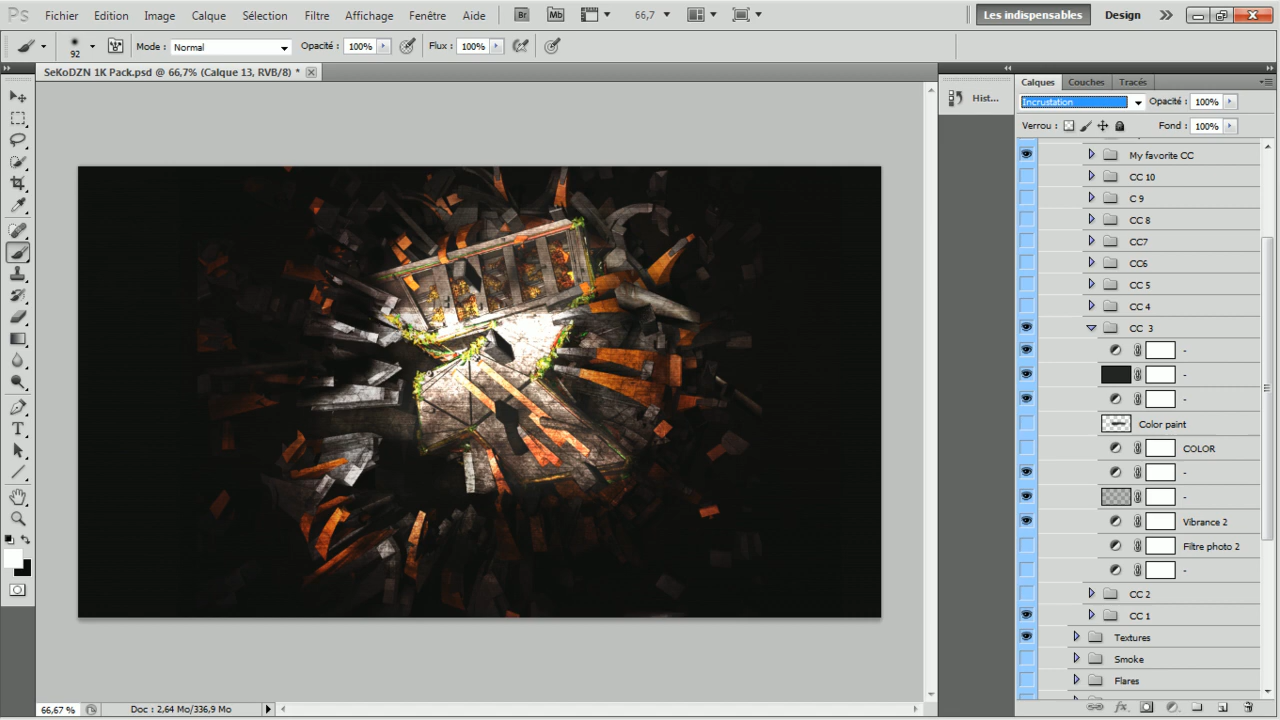 Ps Fichier Edition Image Calque Sélection Filtres Affichage Fenêtre Aide Br Mb 66,7 Les indispensables Design
92 Mode : Normal Opacité : 100% Flux : 100%
SeKoDZN 1K Pack.psd @ 66,7% (Calque 13, RVB/8) *
Hist...
Calques Couches Tracés
Incrustation Opacité : 100%
Verrou : Fond : 100%
My favorite CC
CC 10
C 9
CC 8
CC7
CC6
CC 5
CC 4
CC 3
-
-
-
Color paint
COLOR
-
-
Vibrance 2
Filtre photo 2
-
CC 2
CC 1
Textures
Smoke
Flares
66,67 % Doc : 2,64 Mo/336,9 Mo
fx